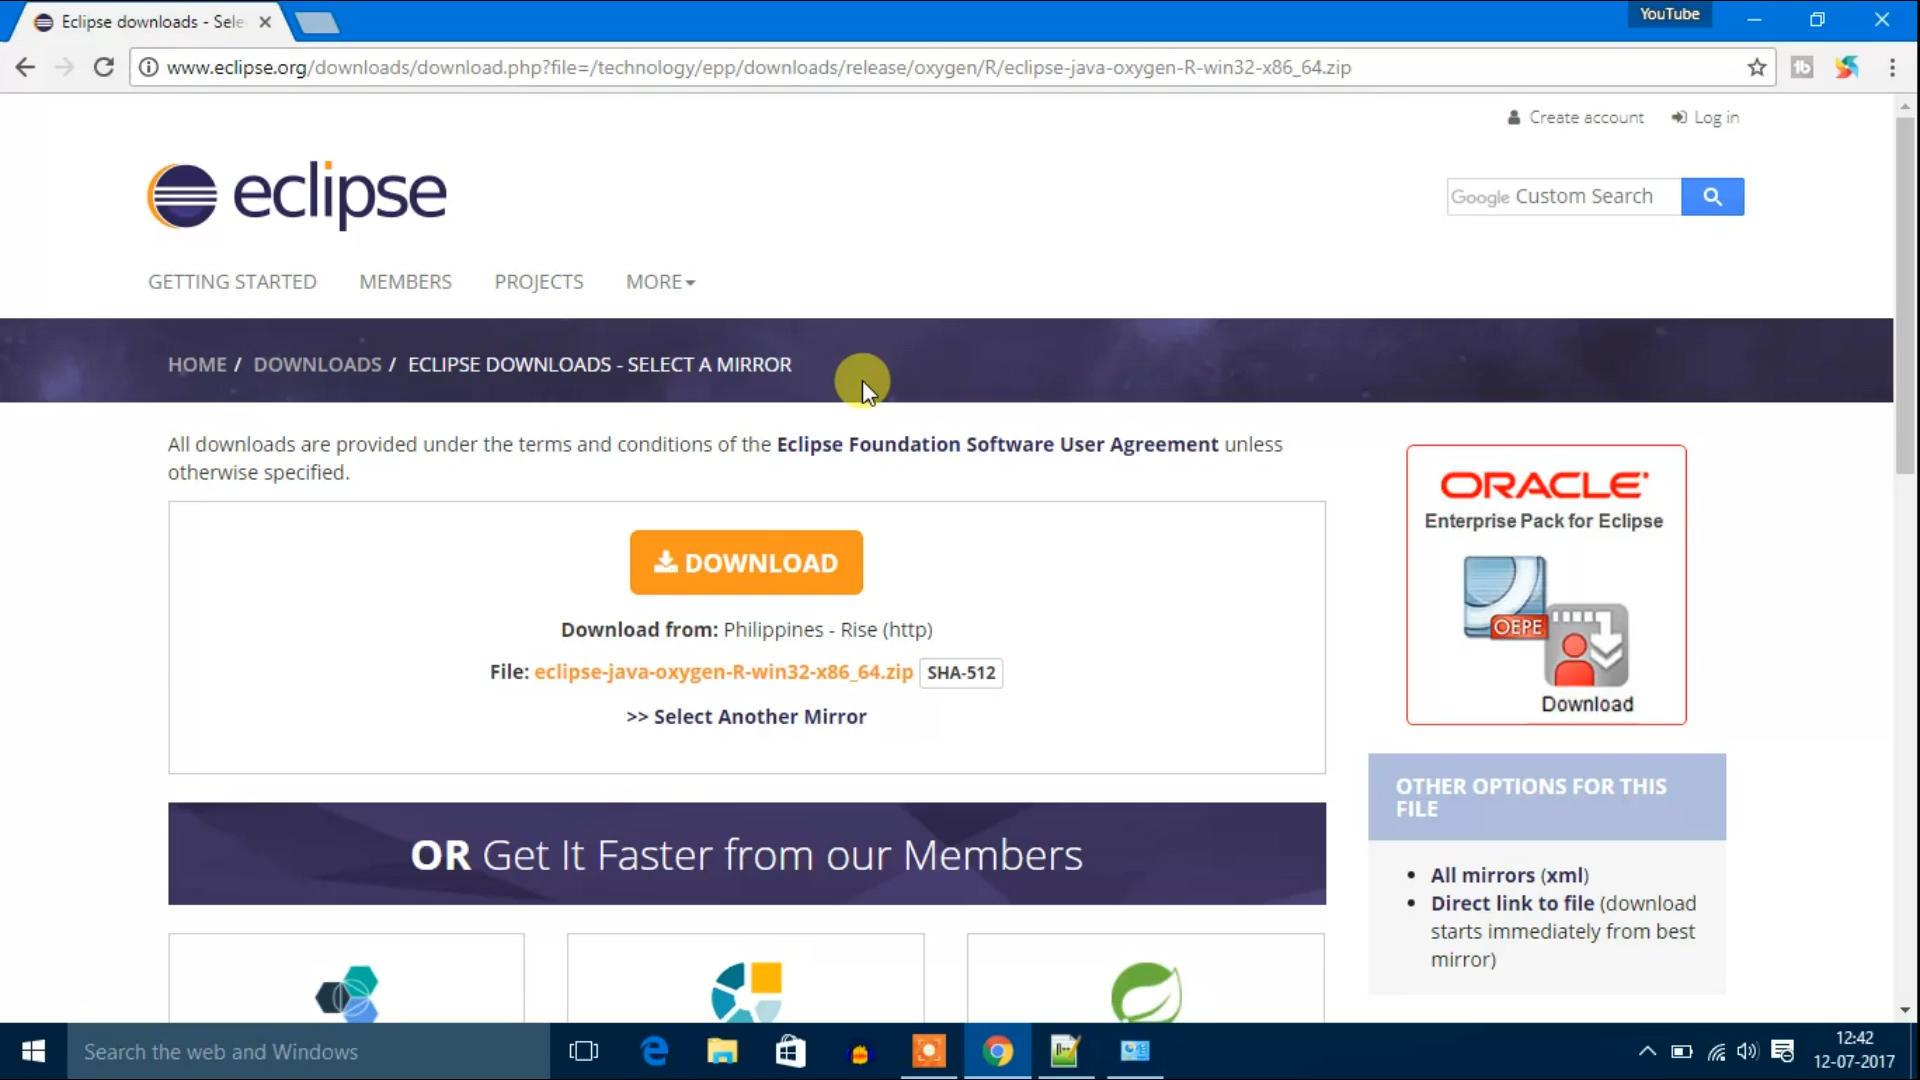 Eclipse downloads - Sele
YouTube
www.eclipse.org/downloads/download.php?file=/technology/epp/downloads/release/oxygen/R/eclipse-java-oxygen-R-win32-x86_64.zip
Create account
Log in
eclipse
Google Custom Search
GETTING STARTED
MEMBERS
PROJECTS
MORE
HOME / DOWNLOADS / ECLIPSE DOWNLOADS - SELECT A MIRROR
All downloads are provided under the terms and conditions of the Eclipse Foundation Software User Agreement unless
otherwise specified.
DOWNLOAD
Download from: Philippines - Rise (http)
File: eclipse-java-oxygen-R-win32-x86_64.zip SHA-512
>> Select Another Mirror
OR Get It Faster from our Members
ORACLE
Enterprise Pack for Eclipse
OEPE
Download
OTHER OPTIONS FOR THIS
FILE
• All mirrors (xml)
• Direct link to file (download
starts immediately from best
mirror)
Search the web and Windows
12:42
12-07-2017